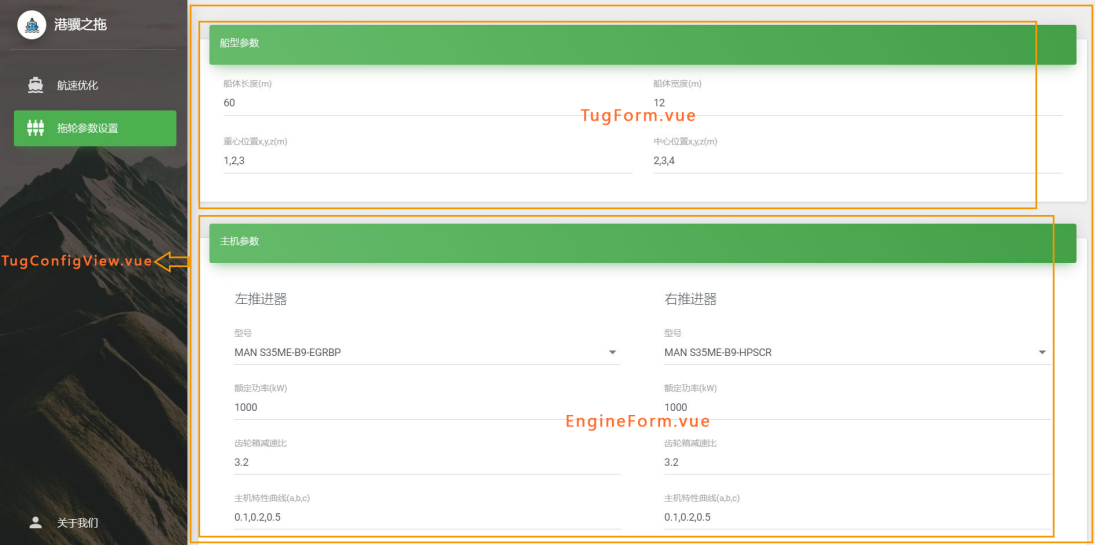 港骥之拖
航速优化
拖轮参数设置
TugConfigView.vue
关于我们
船型参数
船体长度(m)
船体宽度(m)
60
12
TugForm.vue
重心位置x,y,z(m)
中心位置x,y,z(m)
1,2,3
2,3,4
主机参数
左推进器
右推进器
型号
型号
MAN S35ME-B9-EGRBP
MAN S35ME-B9-HPSCR
额定功率(kW)
额定功率(kW)
1000
1000
EngineForm.vue
齿轮箱减速比
齿轮箱减速比
3.2
3.2
主机特性曲线(a,b,c)
主机特性曲线(a,b,c)
0.1,0.2,0.5
0.1,0.2,0.5